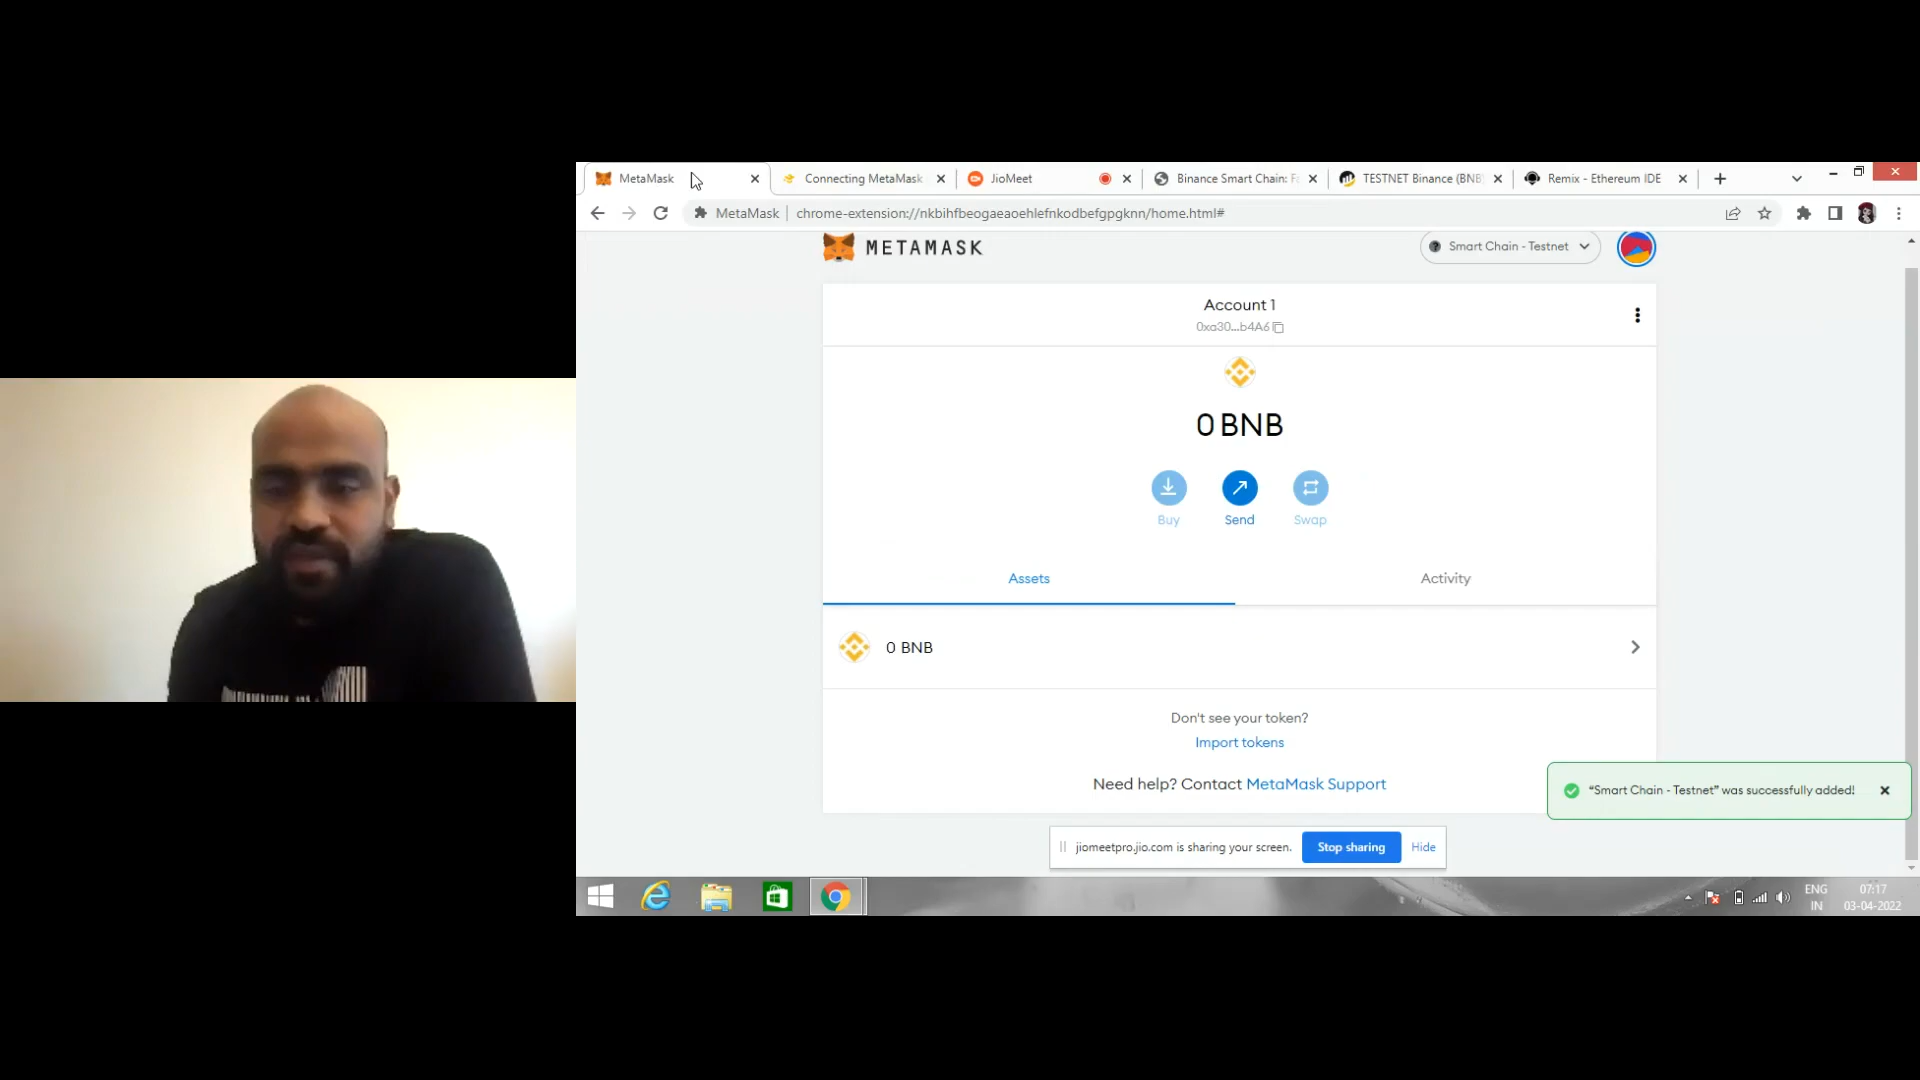 MetaMask
Connecting MetaMask
JioMeet
Binance Smart Chain: F
TESTNET Binance (BNB
Remix - Ethereum IDE
MetaMask
chrome-extension://nkbihfbeogaeaoehlefnkodbefgpgknn/home.html#
METAMASK
Smart Chain - Testnet
Account 1
0xa30...b4A6
0 BNB
Buy
Send
Swap
Assets
Activity
0 BNB
Don't see your token?
Import tokens
Need help? Contact MetaMask Support
“Smart Chain - Testnet” was successfully added!
jiomeetpro.jio.com is sharing your screen.
Stop sharing
Hide
ENG
IN
07:17
03-04-2022